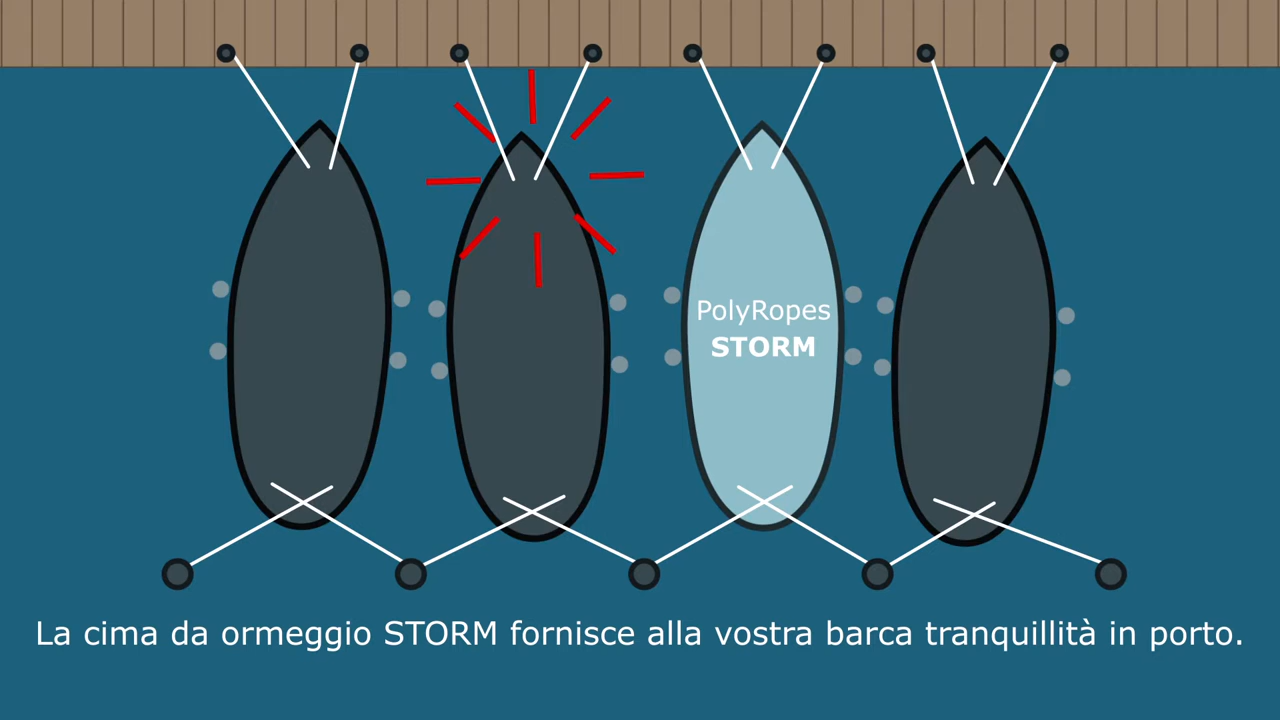 PolyRopes
STORM
La cima da ormeggio STORM fornisce alla vostra barca tranquillità in porto.